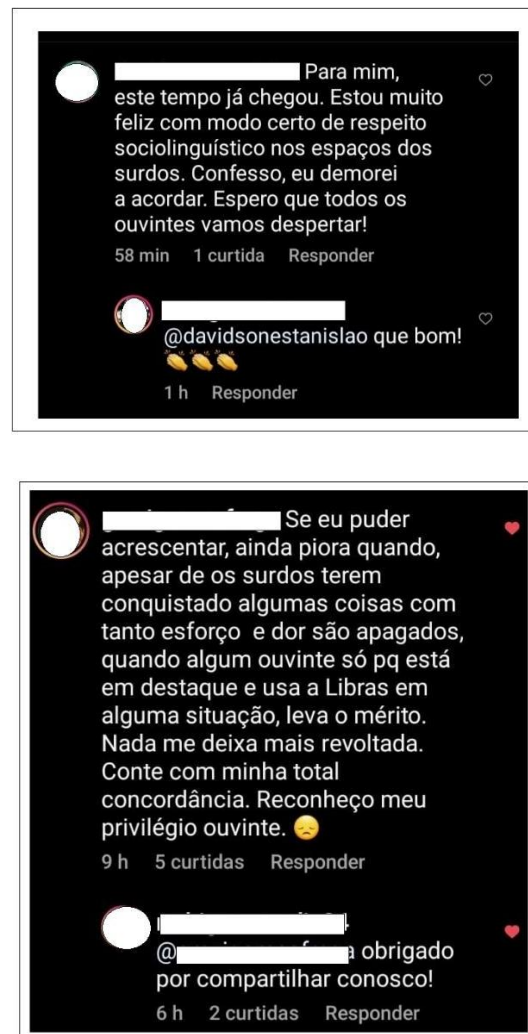 Para mim,
este tempo já chegou. Estou muito
feliz com modo certo de respeito
sociolinguístico nos espaços dos
surdos. Confesso, eu demorei
a acordar. Espero que todos os
ouvintes vamos despertar!
58 min 1 curtida Responder
@davidsonestanislao que bom!
👏👏👏
1 h Responder
Se eu puder
acrescentar, ainda piora quando,
apesar de os surdos terem
conquistado algumas coisas com
tanto esforço e dor são apagados,
quando algum ouvinte só pq está
em destaque e usa a Libras em
alguma situação, leva o mérito.
Nada me deixa mais revoltada.
Conte com minha total
concordância. Reconheço meu
privilégio ouvinte. 😞
9 h 5 curtidas Responder
@ obrigado
por compartilhar conosco!
6 h 2 curtidas Responder